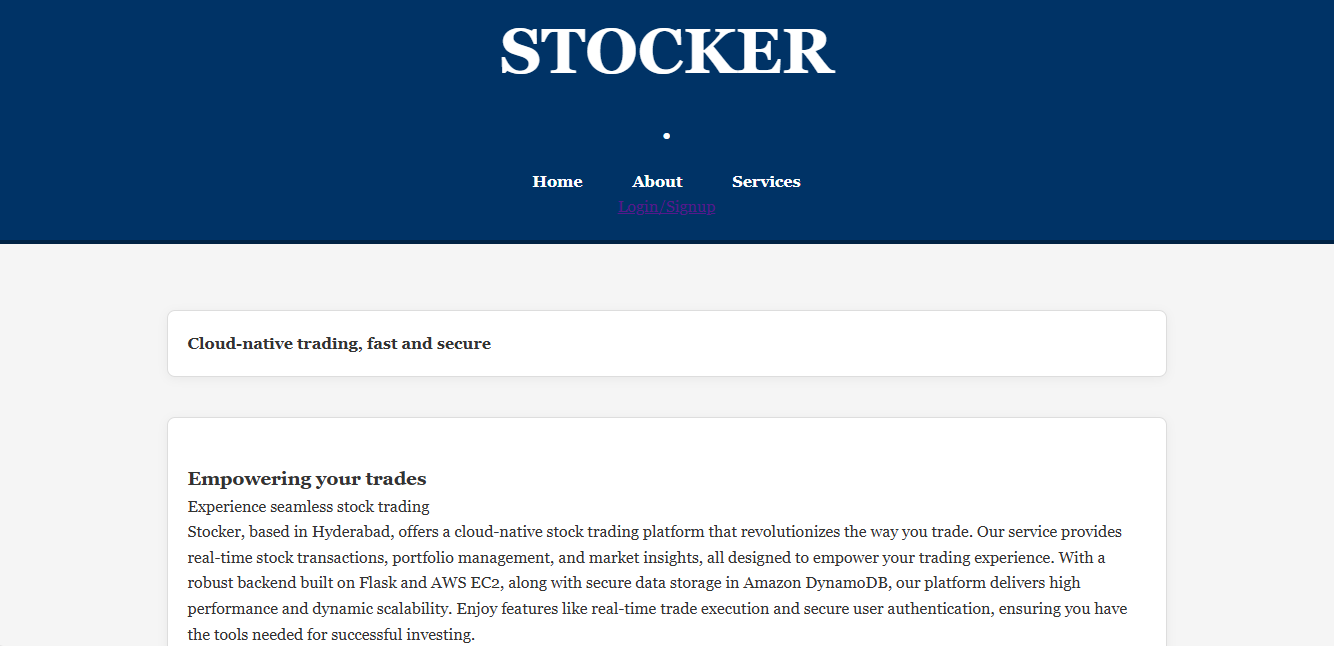 STOCKER
.
Home About Services
Login/Signup
Cloud-native trading, fast and secure
Empowering your trades
Experience seamless stock trading
Stocker, based in Hyderabad, offers a cloud-native stock trading platform that revolutionizes the way you trade. Our service provides
real-time stock transactions, portfolio management, and market insights, all designed to empower your trading experience. With a
robust backend built on Flask and AWS EC2, along with secure data storage in Amazon DynamoDB, our platform delivers high
performance and dynamic scalability. Enjoy features like real-time trade execution and secure user authentication, ensuring you have
the tools needed for successful investing.